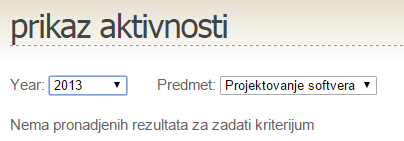 prikaz aktivnosti
Year: 2013 Predmet: Projektovanje softvera
Nema pronadjenih rezultata za zadati kriterijum